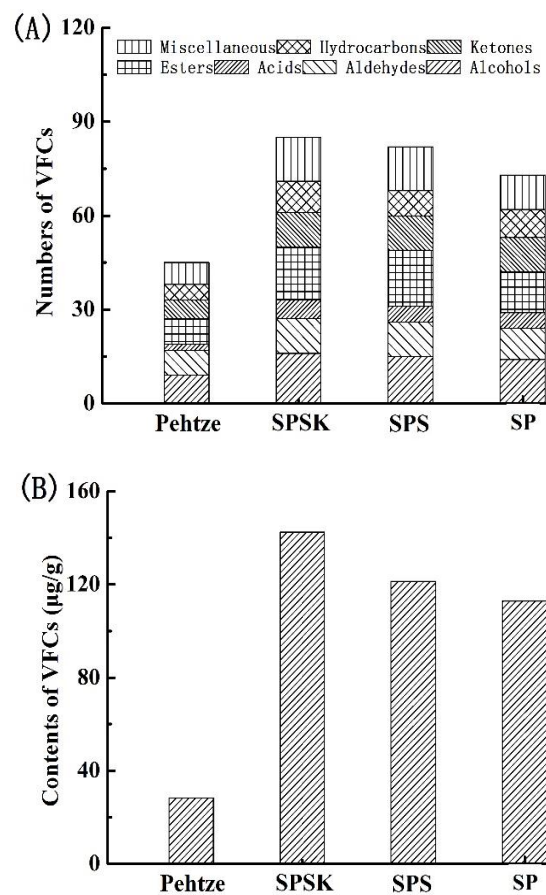 (A)
120
90
60
30
0
Numbers of VFCs
Miscellaneous Hydrocarbons Ketones
Esters Acids Aldehydes Alcohols
Pehtze SPSK SPS SP
(B)
160
120
80
40
0
Contents of VFCs (μg/g)
Pehtze SPSK SPS SP